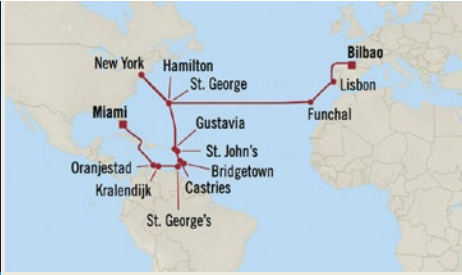 New York
Hamilton
St. George
Bilbao
Lisbon
Funchal
Miami
Gustavia
St. John's
Bridgetown
Castries
Oranjestad
Kralendijk
St. George's